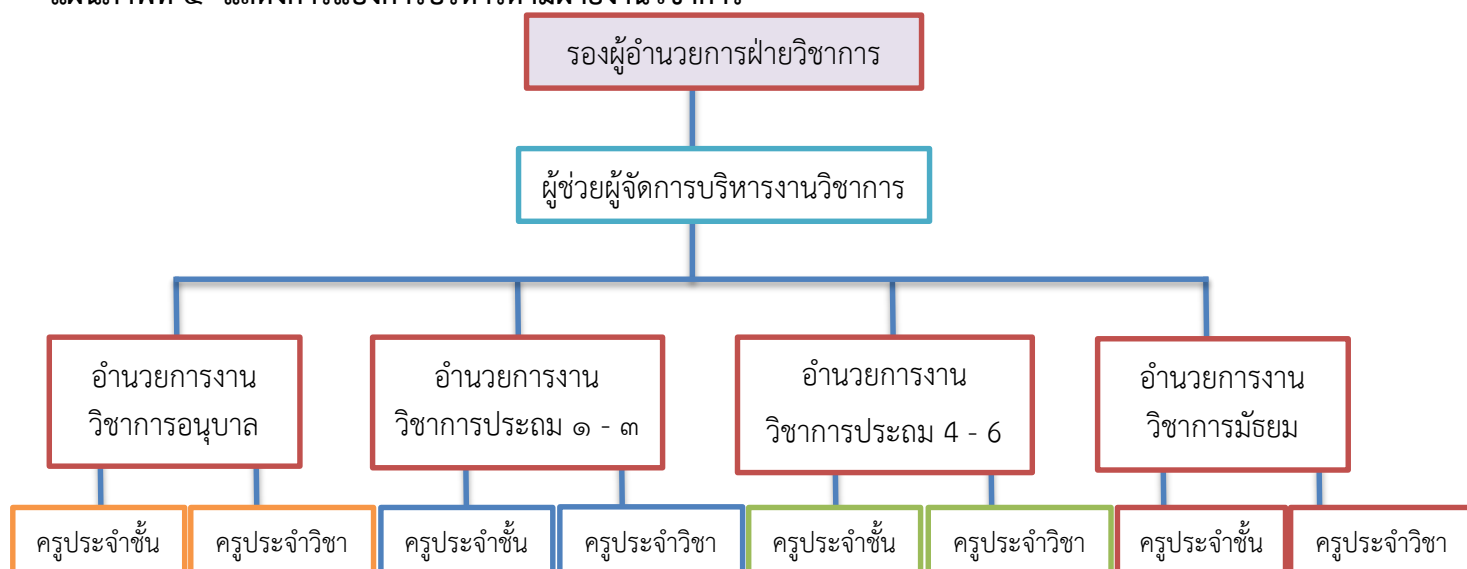 รองผู้อำนวยการฝ่ายวิชาการ
ผู้ช่วยผู้จัดการบริหารงานวิชาการ
อำนวยการงาน
วิชาการอนุบาล
อำนวยการงาน
วิชาการประถม ๑ - ๓
อำนวยการงาน
วิชาการประถม 4 - 6
อำนวยการงาน
วิชาการมัธยม
ครูประจำชั้น
ครูประจำวิชา
ครูประจำชั้น
ครูประจำวิชา
ครูประจำชั้น
ครูประจำวิชา
ครูประจำชั้น
ครูประจำวิชา